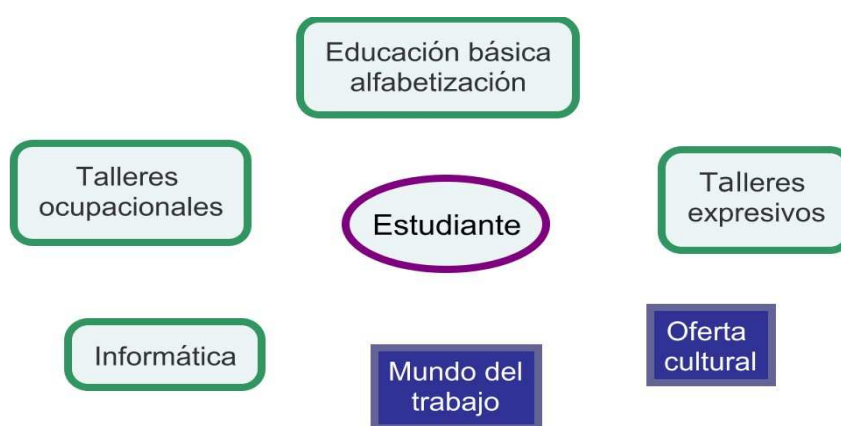 Educación básica
alfabetización
Talleres
ocupacionales
Talleres
expresivos
Estudiante
Informática
Mundo del
trabajo
Oferta
cultural